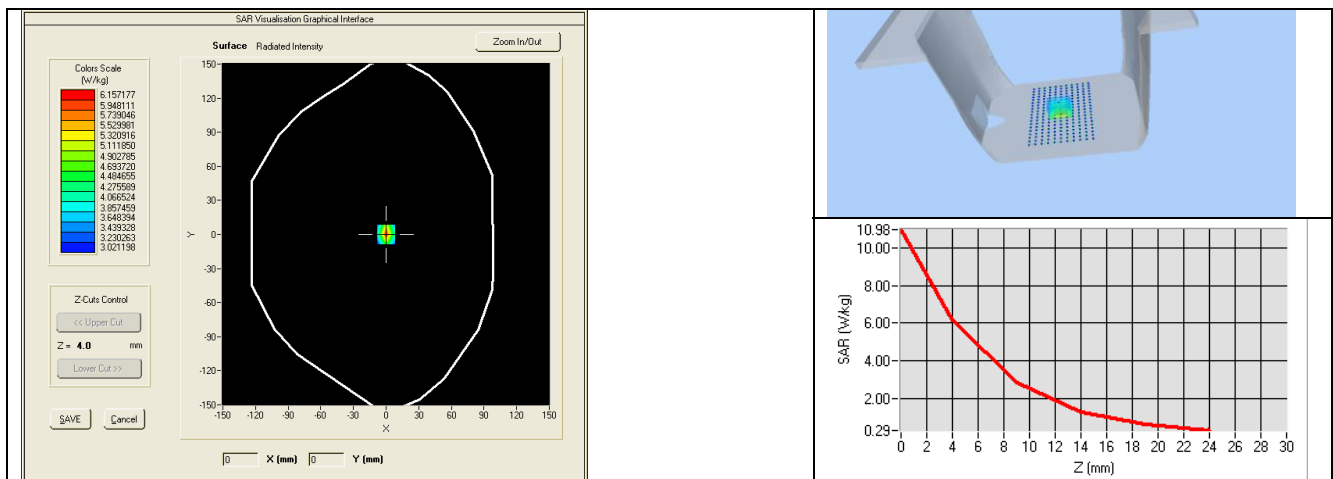 SAR Visualisation Graphical Interface
Surface Radiated Intensity
Zoom In/Out
Colors Scale
(W/kg)
6.157177
5.948111
5.739046
5.529981
5.320916
5.111850
4.902785
4.693720
4.484655
4.275589
4.066524
3.857459
3.648394
3.439328
3.230263
3.021198
Z-Cuts Control
<< Upper Cut
Z = 4.0 mm
Lower Cut >>
SAVE Cancel
150
120
90
60
30
0
-30
-60
-90
-120
-150
Y
-150 -120 -90 -60 -30 0 30 60 90 120 150
X
0 X (mm) 0 Y (mm)
10.98
10.00
8.00
6.00
4.00
2.00
0.29
SAR (W/kg)
0 2 4 6 8 10 12 14 16 18 20 22 24 26 28 30
Z (mm)